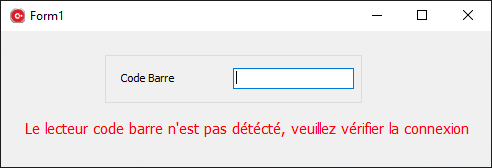 Form1
Code Barre
Le lecteur code barre n'est pas détécté, veuillez vérifier la connexion